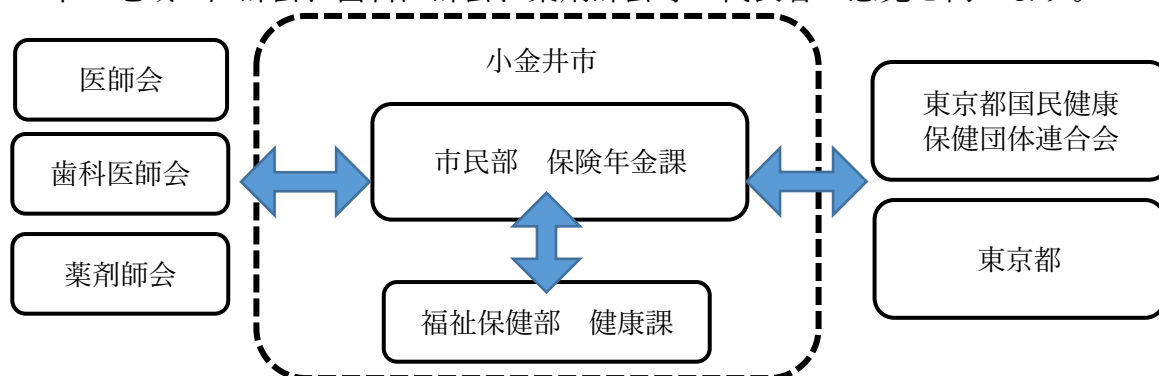 小金井市
医師会
歯科医師会
薬剤師会
市民部　保険年金課
福祉保健部　健康課
東京都国民健康
保健団体連合会
東京都